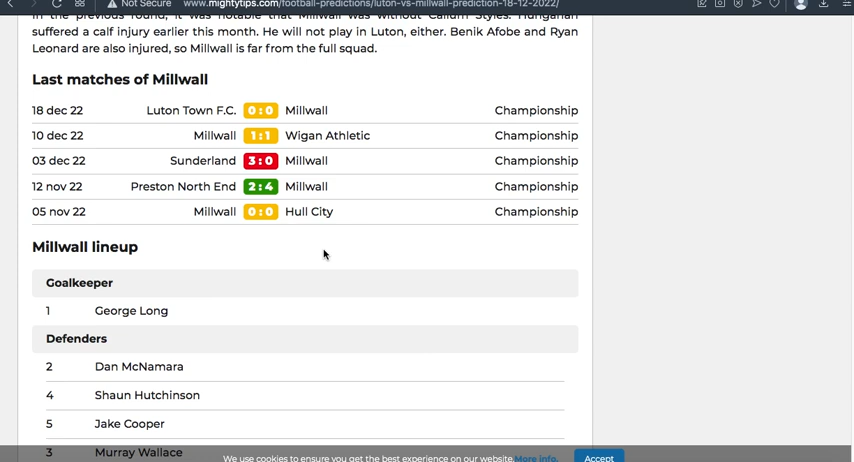 Not Secure
www.mightytips.com/football-predictions/luton-vs-millwall-prediction-18-12-2022/
In the previous round, it was notable that Millwall was without Callum Styles. Hungarian
suffered a calf injury earlier this month. He will not play in Luton, either. Benik Afobe and Ryan
Leonard are also injured, so Millwall is far from the full squad.
Last matches of Millwall
18 dec 22 Luton Town F.C. 0:0 Millwall Championship
10 dec 22 Millwall 1:1 Wigan Athletic Championship
03 dec 22 Sunderland 3:0 Millwall Championship
12 nov 22 Preston North End 2:4 Millwall Championship
05 nov 22 Millwall 0:0 Hull City Championship
Millwall lineup
Goalkeeper
1 George Long
Defenders
2 Dan McNamara
4 Shaun Hutchinson
5 Jake Cooper
3 Murray Wallace
We use cookies to ensure you get the best experience on our website. More info. Accept